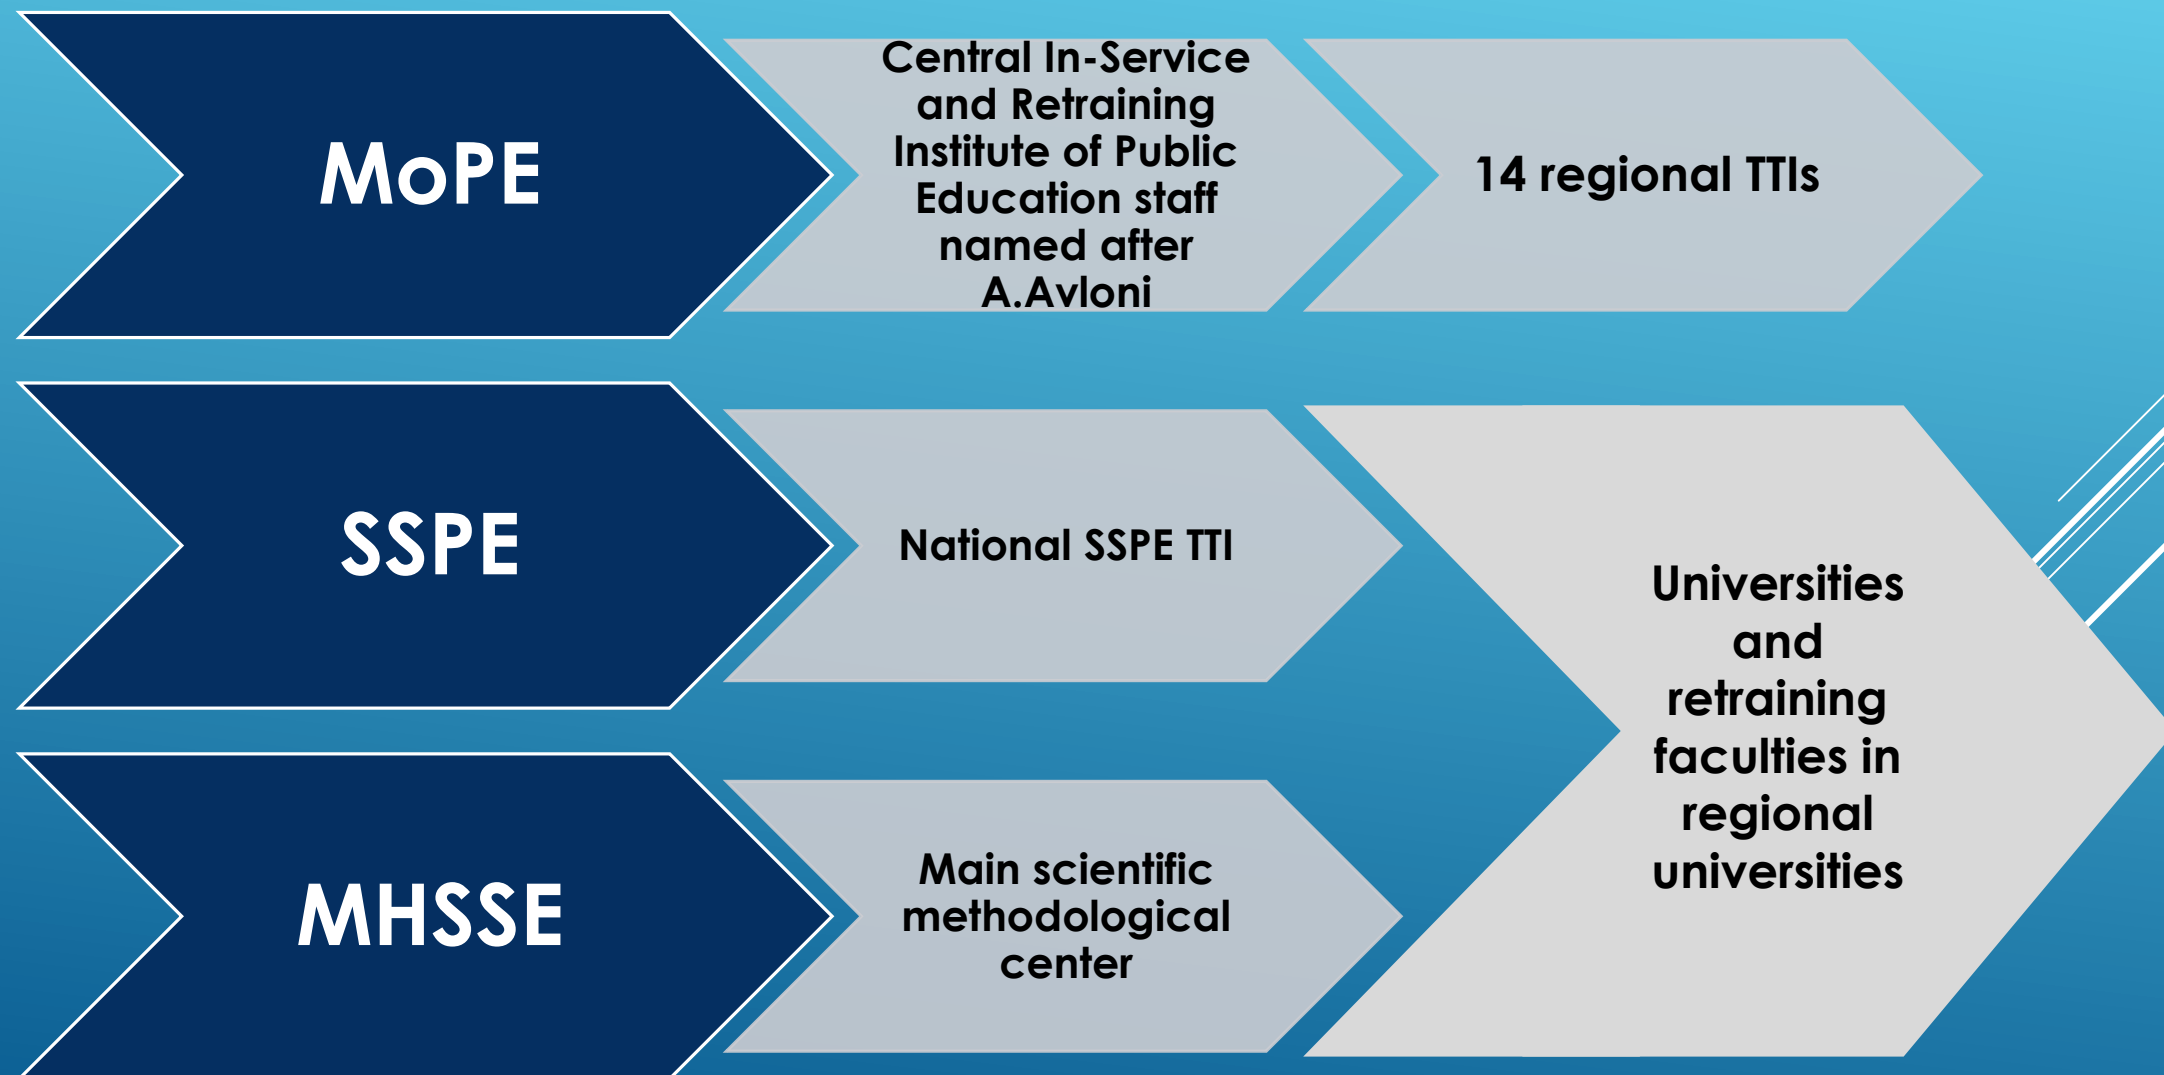 MoPE
Central In-Service
and Retraining
Institute of Public
Education staff
named after
A.Avloni
14 regional TTIs
SSPE
National SSPE TTI
Universities
and
retraining
faculties in
regional
universities
MHSSE
Main scientific
methodological
center